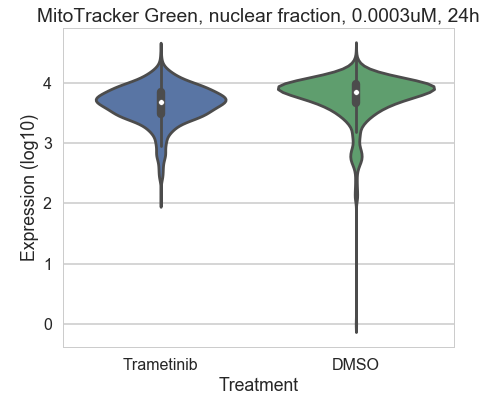 MitoTracker Green, nuclear fraction, 0.0003uM, 24h
4
3
2
1
0
Expression (log10)
Trametinib DMSO
Treatment